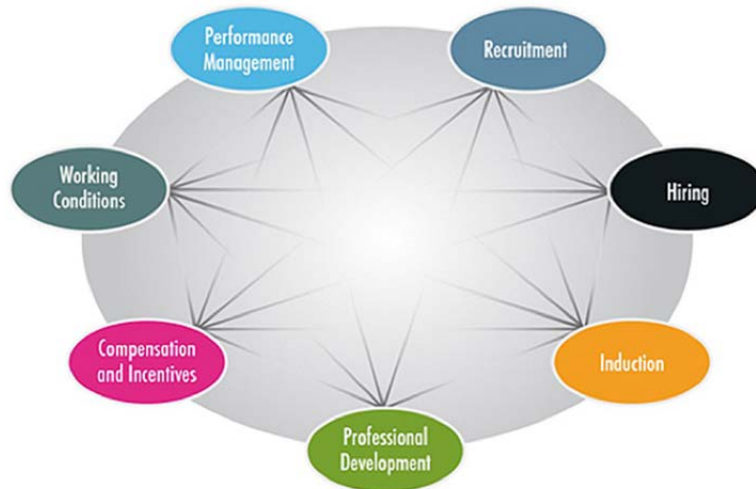 Performance
Management
Recruitment
Working
Conditions
Hiring
Compensation
and Incentives
Induction
Professional
Development